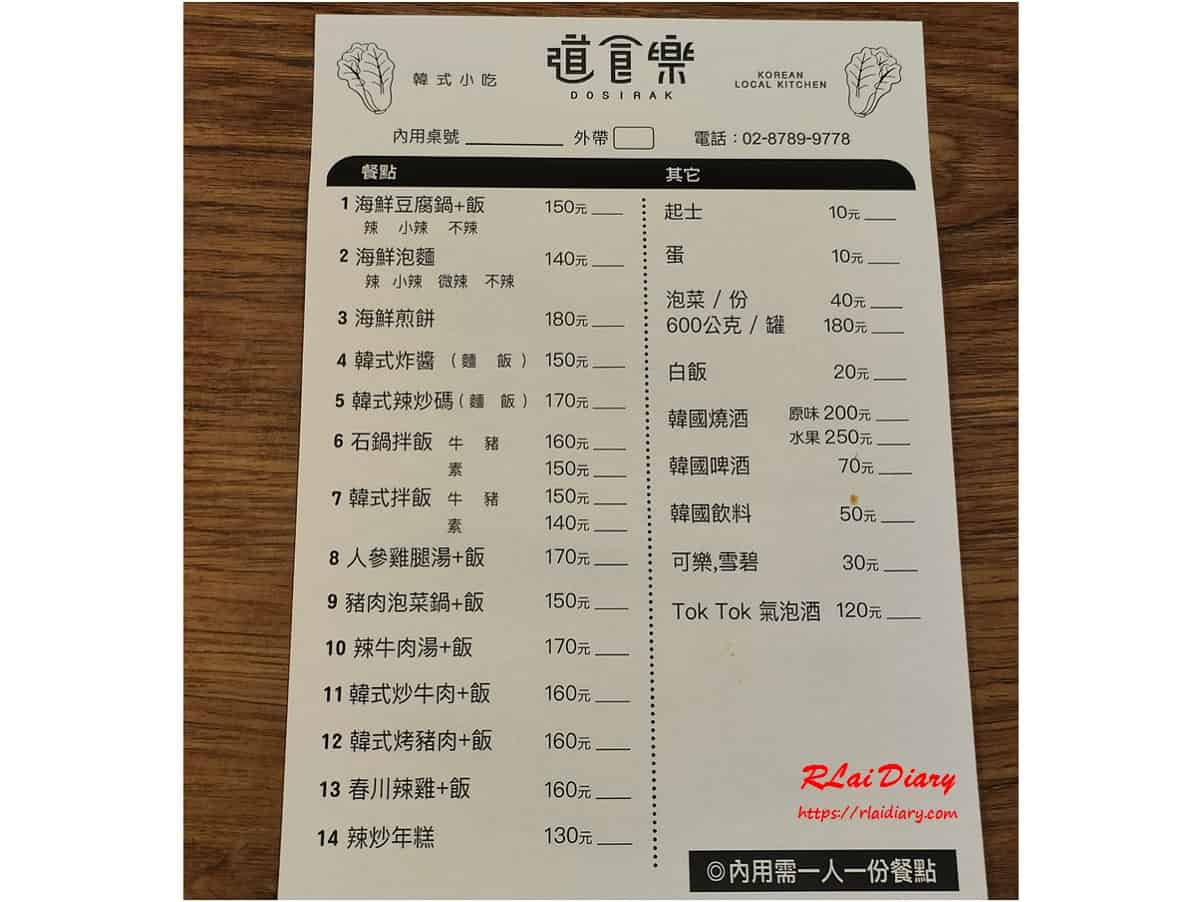 韓式小吃
道食樂
DOSIRAK
KOREAN
LOCAL KITCHEN
內用桌號 外帶 電話：02-8789-9778
餐點
1 海鮮豆腐鍋+飯 150元
辣 小辣 不辣
2 海鮮泡麵 140元
辣 小辣 微辣 不辣
3 海鮮煎餅 180元
4 韓式炸醬（麵 飯） 150元
5 韓式辣炒碼（麵 飯） 170元
6 石鍋拌飯 牛 豬 160元
素 150元
7 韓式拌飯 牛 豬 150元
素 140元
8 人參雞腿湯+飯 170元
9 豬肉泡菜鍋+飯 150元
10 辣牛肉湯+飯 170元
11 韓式炒牛肉+飯 160元
12 韓式烤豬肉+飯 160元
13 春川辣雞+飯 160元
14 辣炒年糕 130元
其它
起士 10元
蛋 10元
泡菜 / 份 40元
600公克 / 罐 180元
白飯 20元
韓國燒酒 原味 200元
水果 250元
韓國啤酒 70元
韓國飲料 50元
可樂,雪碧 30元
Tok Tok 氣泡酒 120元
RLai Diary
https://rlaidiary.com
◎內用需一人一份餐點